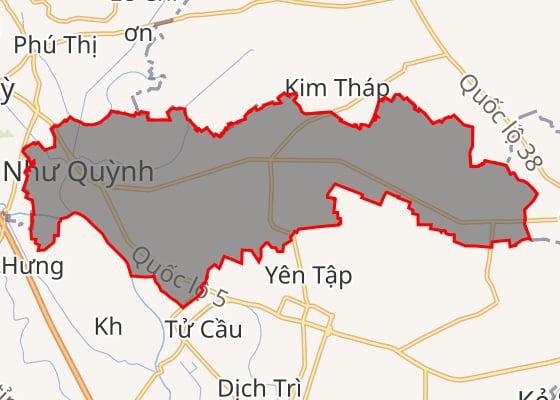 Phú Thị
ơn
Kim Tháp
Quốc lộ 38
Như Quỳnh
Hưng
Quốc lộ 5
Yên Tập
Kh
Tử Cầu
Dịch Trì